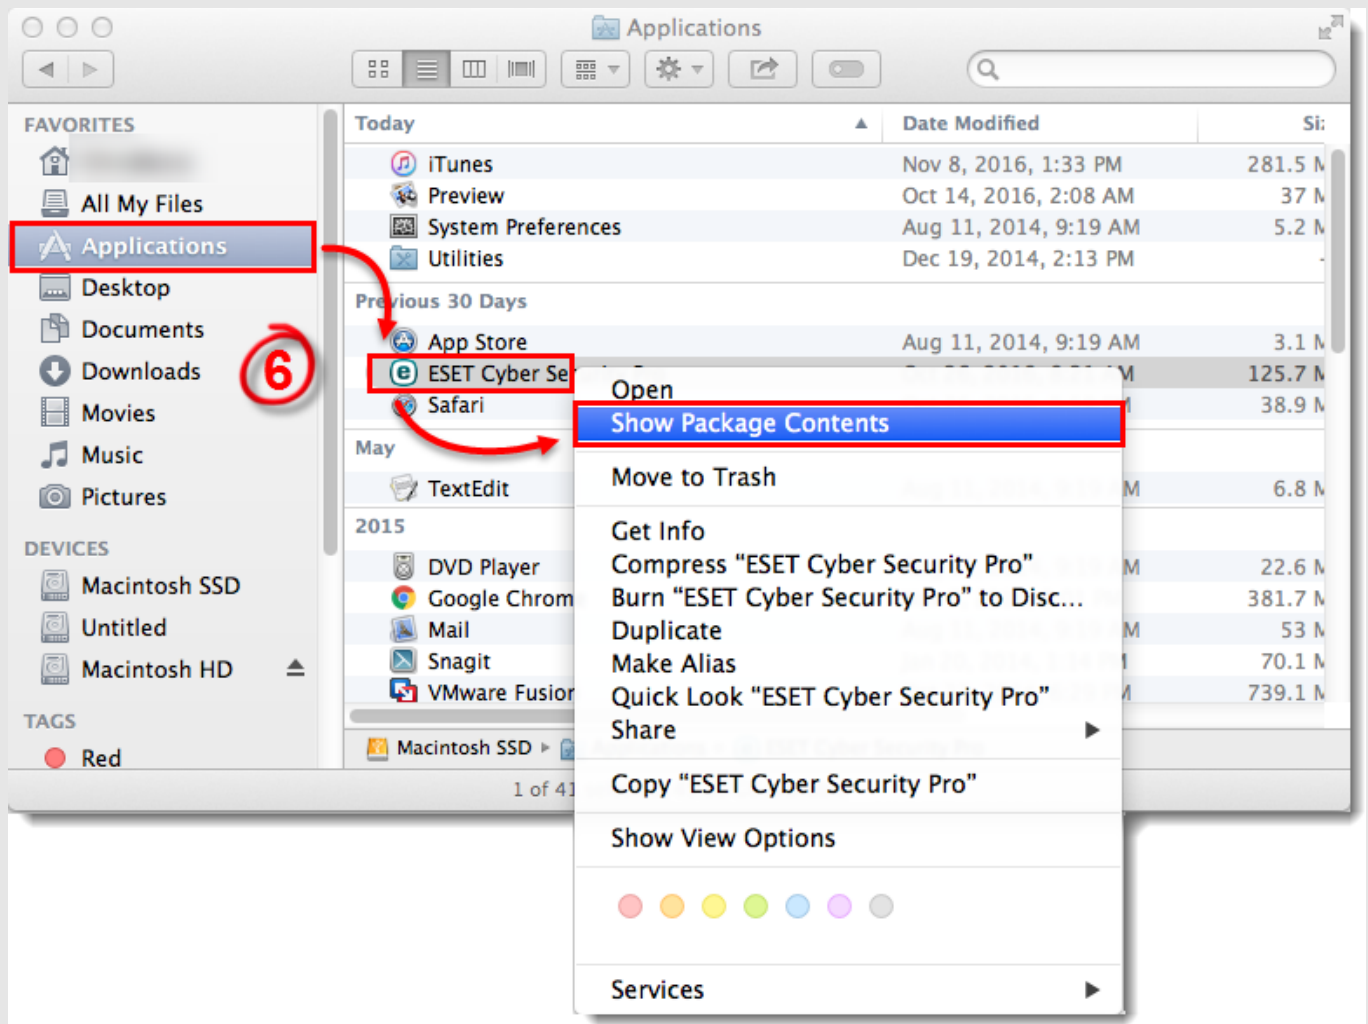 Applications
FAVORITES
All My Files
Applications
Desktop
Documents
Downloads
Movies
Music
Pictures
DEVICES
Macintosh SSD
Untitled
Macintosh HD
TAGS
Red
6
Today Date Modified Siz
iTunes Nov 8, 2016, 1:33 PM 281.5 M
Preview Oct 14, 2016, 2:08 AM 37 M
System Preferences Aug 11, 2014, 9:19 AM 5.2 M
Utilities Dec 19, 2014, 2:13 PM -
Previous 30 Days
App Store Aug 11, 2014, 9:19 AM 3.1 M
ESET Cyber Se 125.7 M
Safari 38.9 M
May
TextEdit M 6.8 M
2015
DVD Player M 22.6 M
Google Chrom 381.7 M
Mail M 53 M
Snagit 70.1 M
VMware Fusion 739.1 M
Macintosh SSD
1 of 41
Open
Show Package Contents
Move to Trash
Get Info
Compress “ESET Cyber Security Pro”
Burn “ESET Cyber Security Pro” to Disc...
Duplicate
Make Alias
Quick Look “ESET Cyber Security Pro”
Share
Copy “ESET Cyber Security Pro”
Show View Options
Services